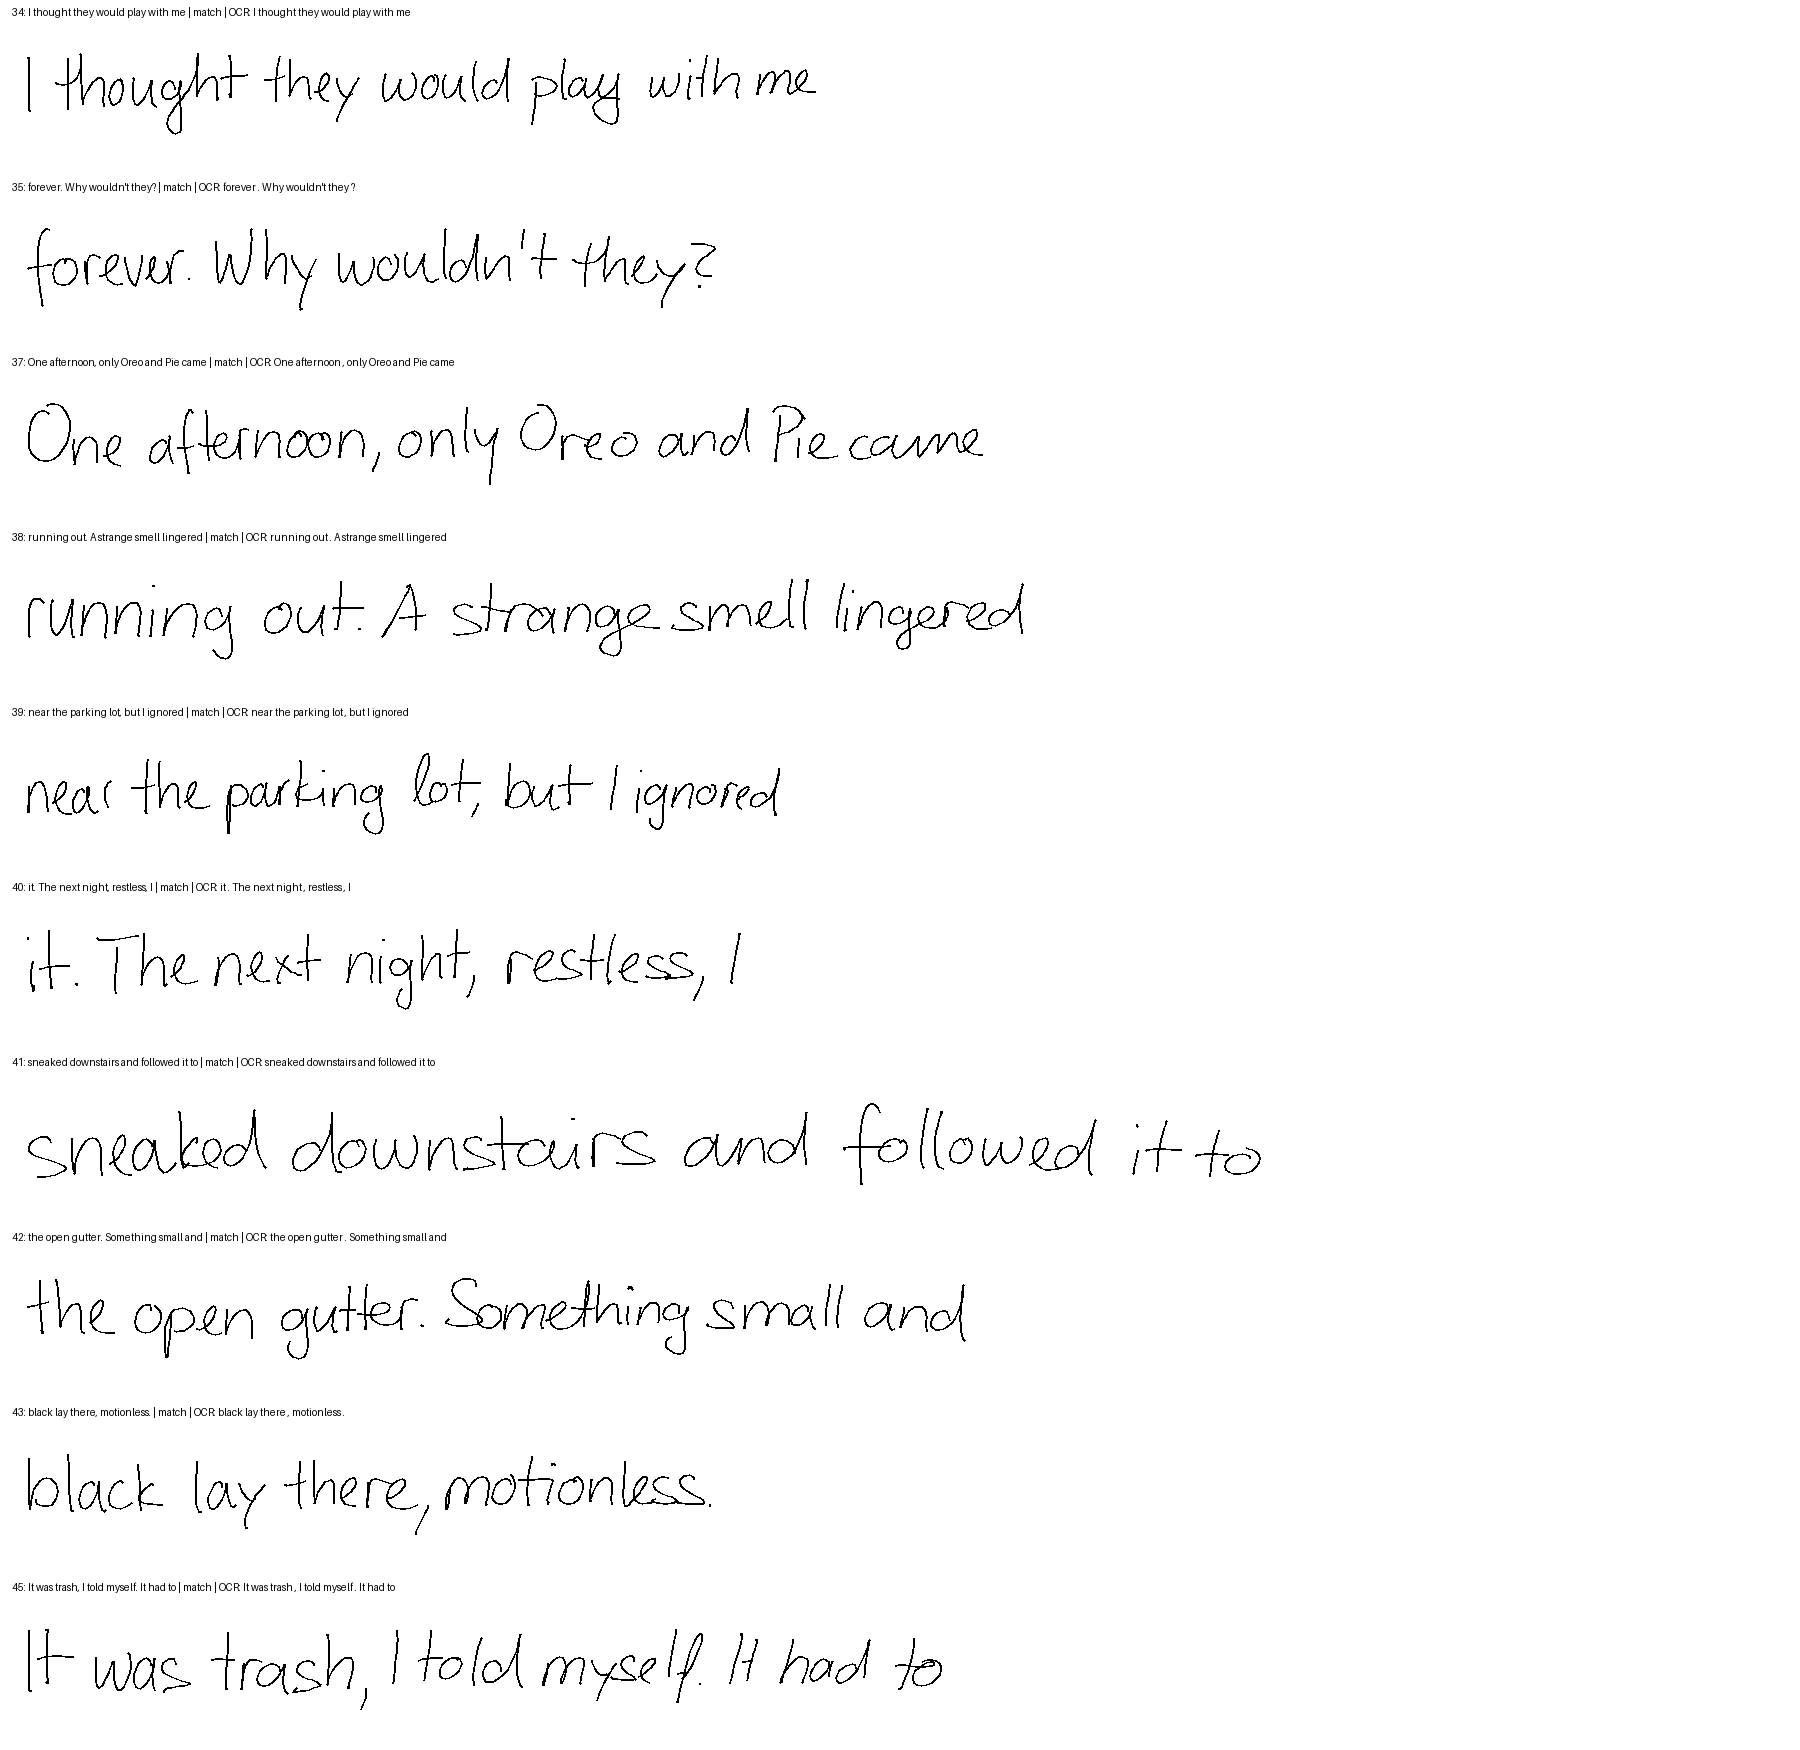 34: I thought they would play with me | match | OCR: I thought they would play with me
I thought they would play with me
35: forever. Why wouldn't they? | match | OCR: forever . Why wouldn't they ?
forever. Why wouldn't they?
37: One afternoon, only Oreo and Pie came | match | OCR: One afternoon , only Oreo and Pie came
One afternoon, only Oreo and Pie came
38: running out. A strange smell lingered | match | OCR: running out . A strange smell lingered
running out. A strange smell lingered
39: near the parking lot, but I ignored | match | OCR: near the parking lot , but I ignored
near the parking lot, but I ignored
40: it. The next night, restless, I | match | OCR: it . The next night , restless , I
it. The next night, restless, I
41: sneaked downstairs and followed it to | match | OCR: sneaked downstairs and followed it to
sneaked downstairs and followed it to
42: the open gutter. Something small and | match | OCR: the open gutter . Something small and
the open gutter. Something small and
43: black lay there, motionless. | match | OCR: black lay there , motionless .
black lay there, motionless.
45: It was trash, I told myself. It had to | match | OCR: It was trash , I told myself . It had to
It was trash, I told myself. It had to